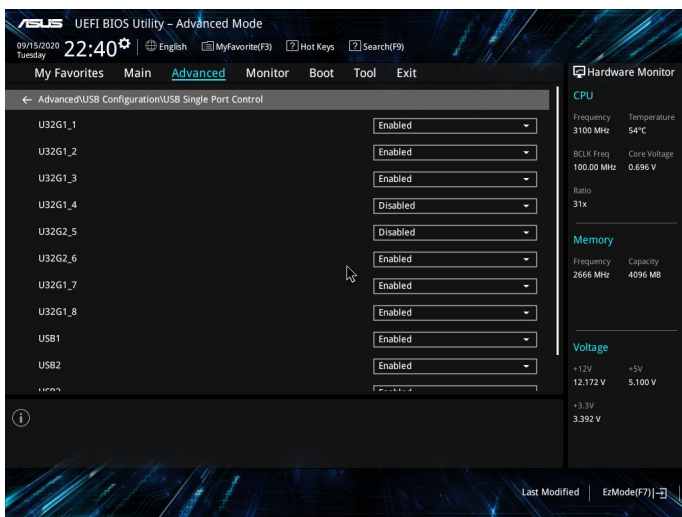 ASUS UEFI BIOS Utility – Advanced Mode
09/15/2020 Tuesday 22:40 English MyFavorite(F3) ? Hot Keys ? Search(F9)
My Favorites Main Advanced Monitor Boot Tool Exit
← Advanced\USB Configuration\USB Single Port Control
U32G1_1 Enabled
U32G1_2 Enabled
U32G1_3 Enabled
U32G1_4 Disabled
U32G2_5 Disabled
U32G2_6 Enabled
U32G1_7 Enabled
U32G1_8 Enabled
USB1 Enabled
USB2 Enabled
Hardware Monitor
CPU
Frequency Temperature
3100 MHz 54°C
BCLK Freq Core Voltage
100.00 MHz 0.696 V
Ratio
31x
Memory
Frequency Capacity
2666 MHz 4096 MB
Voltage
+12V +5V
12.172 V 5.100 V
+3.3V
3.392 V
Last Modified EzMode(F7)